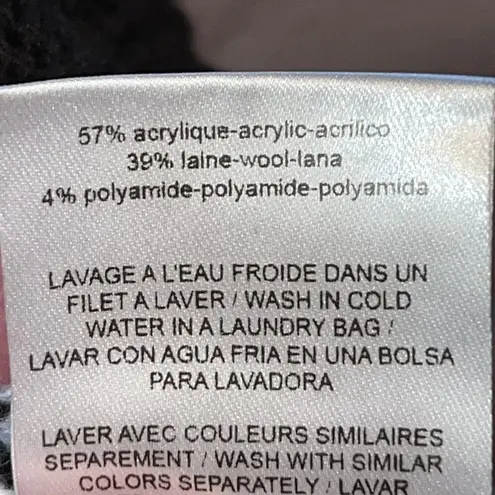 57% acrylique-acrylic-acrilico
39% laine-wool-lana
4% polyamide-polyamide-polyamida
LAVAGE A L'EAU FROIDE DANS UN
FILET A LAVER / WASH IN COLD
WATER IN A LAUNDRY BAG /
LAVAR CON AGUA FRIA EN UNA BOLSA
PARA LAVADORA
LAVER AVEC COULEURS SIMILAIRES
SEPAREMENT / WASH WITH SIMILAR
COLORS SEPARATELY / LAVAR